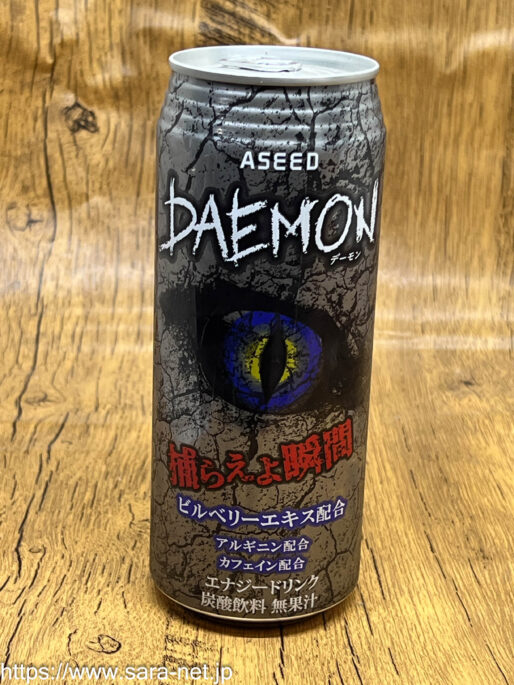 ASEED
DAEMON
デーモン
捕らえよ瞬間
ビルベリーエキス配合
アルギニン配合
カフェイン配合
エナジードリンク
炭酸飲料 無果汁
https://www.sara-net.jp